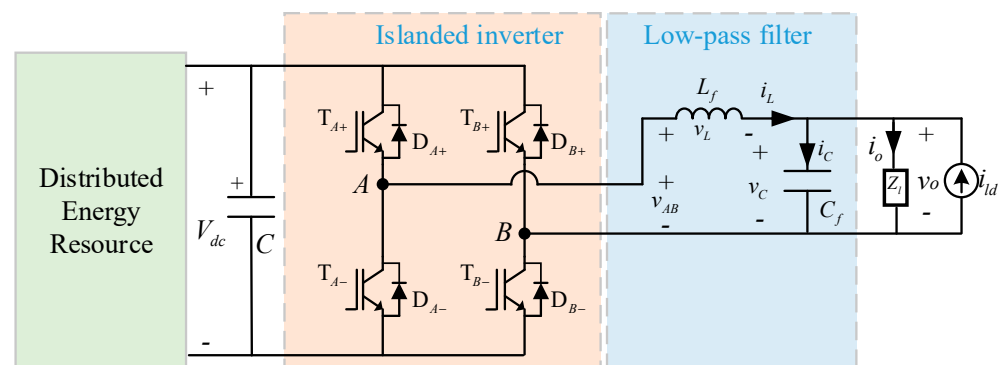 Islanded inverter
Low-pass filter
Distributed
Energy
Resource
+
V_dc
-
+
C
T_A+
D_A+
T_B+
D_B+
A
B
T_A−
D_A−
T_B−
D_B−
L_f
i_L
+ v_L -
+
v_AB
-
+
v_C
-
i_C
C_f
i_o
Z_l
+
v_o
-
i_ld